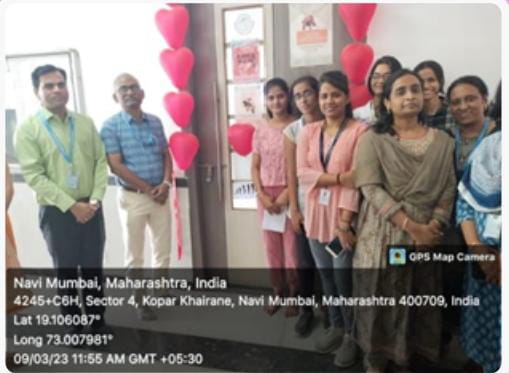 GPS Map Camera
Navi Mumbai, Maharashtra, India
4245+C6H, Sector 4, Kopar Khairane, Navi Mumbai, Maharashtra 400709, India
Lat 19.106087°
Long 73.007981°
09/03/23 11:55 AM GMT +05:30